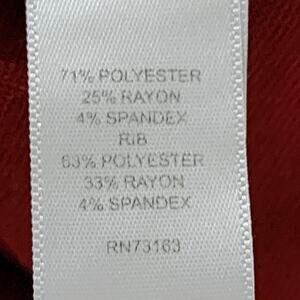 71% POLYESTER
25% RAYON
4% SPANDEX
RIB
63% POLYESTER
33% RAYON
4% SPANDEX
RN73163